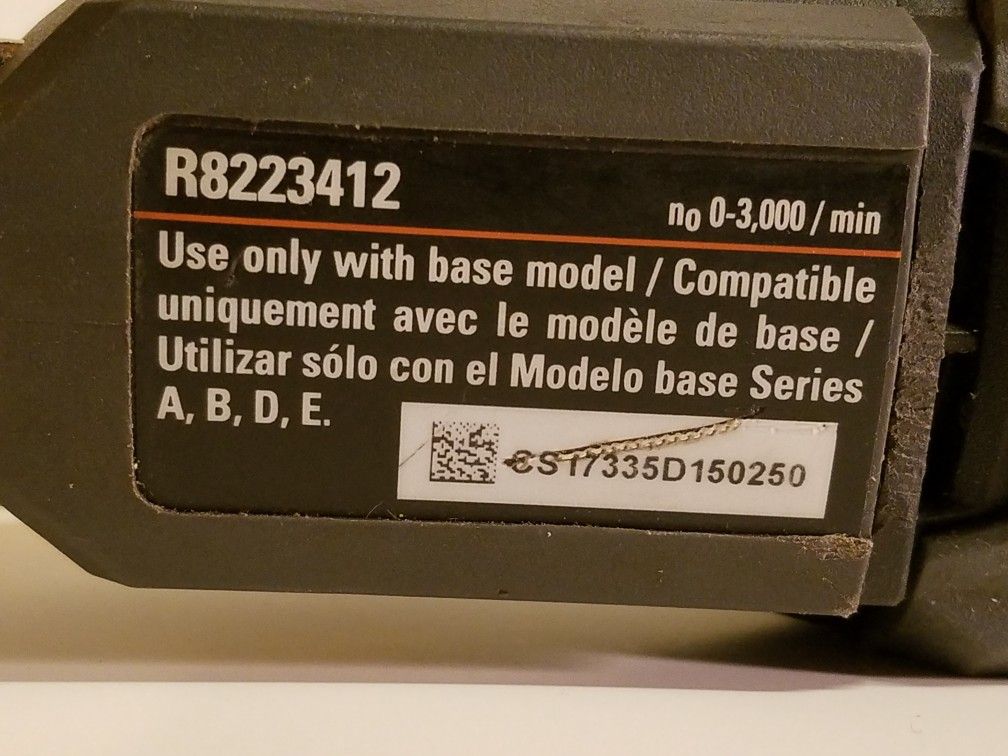 R8223412
no 0-3,000 / min
Use only with base model / Compatible
uniquement avec le modèle de base /
Utilizar sólo con el Modelo base Series
A, B, D, E.
CS17335D150250